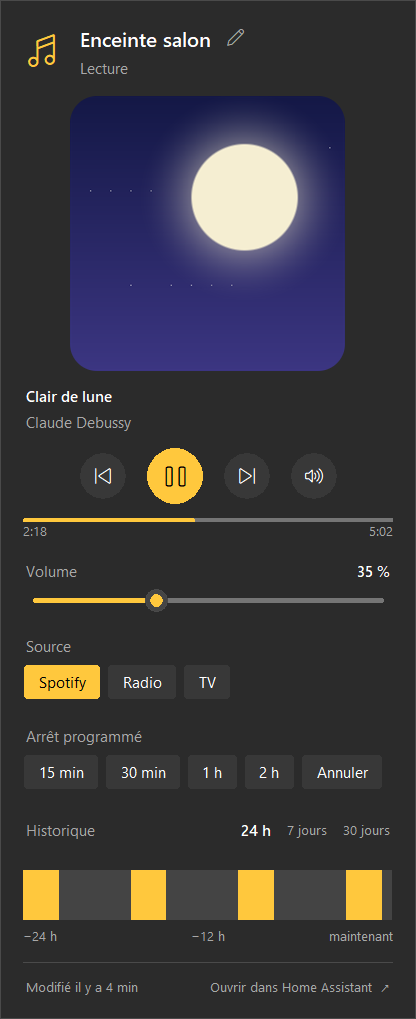 Enceinte salon
Lecture
Clair de lune
Claude Debussy
2:18 5:02
Volume 35 %
Source
Spotify Radio TV
Arrêt programmé
15 min 30 min 1 h 2 h Annuler
Historique 24 h 7 jours 30 jours
−24 h −12 h maintenant
Modifié il y a 4 min Ouvrir dans Home Assistant ↗